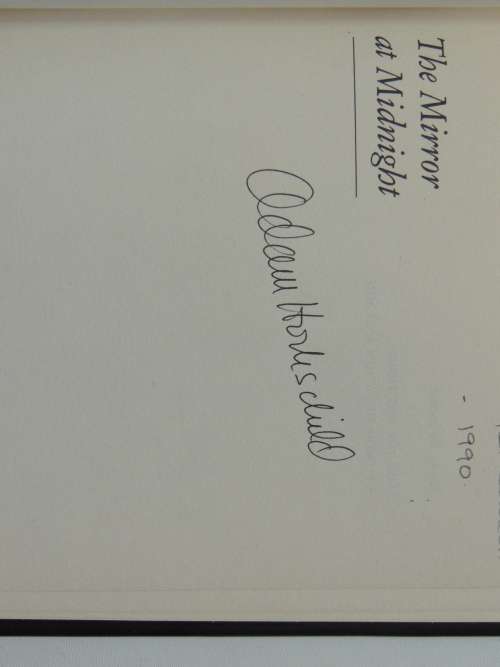 - 1990.
The Mirror
at Midnight
Adam Hochschild